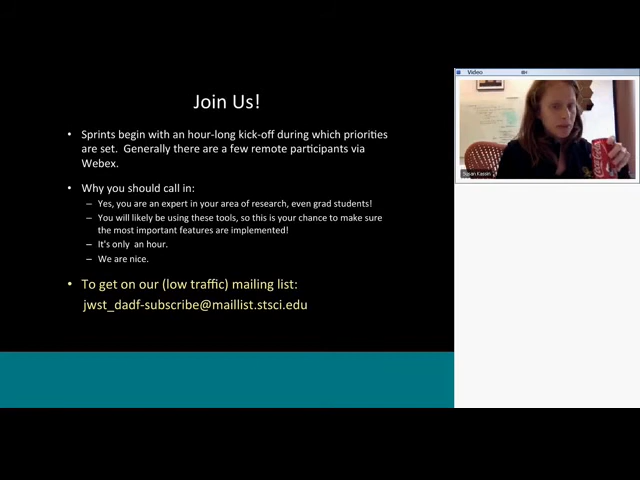 Join Us!
• Sprints begin with an hour-long kick-off during which priorities
are set. Generally there are a few remote participants via
Webex.
• Why you should call in:
– Yes, you are an expert in your area of research, even grad students!
– You will likely be using these tools, so this is your chance to make sure
the most important features are implemented!
– It's only an hour.
– We are nice.
• To get on our (low traffic) mailing list:
jwst_dadf-subscribe@maillist.stsci.edu
Video
Susan Kassin
Coca-Cola